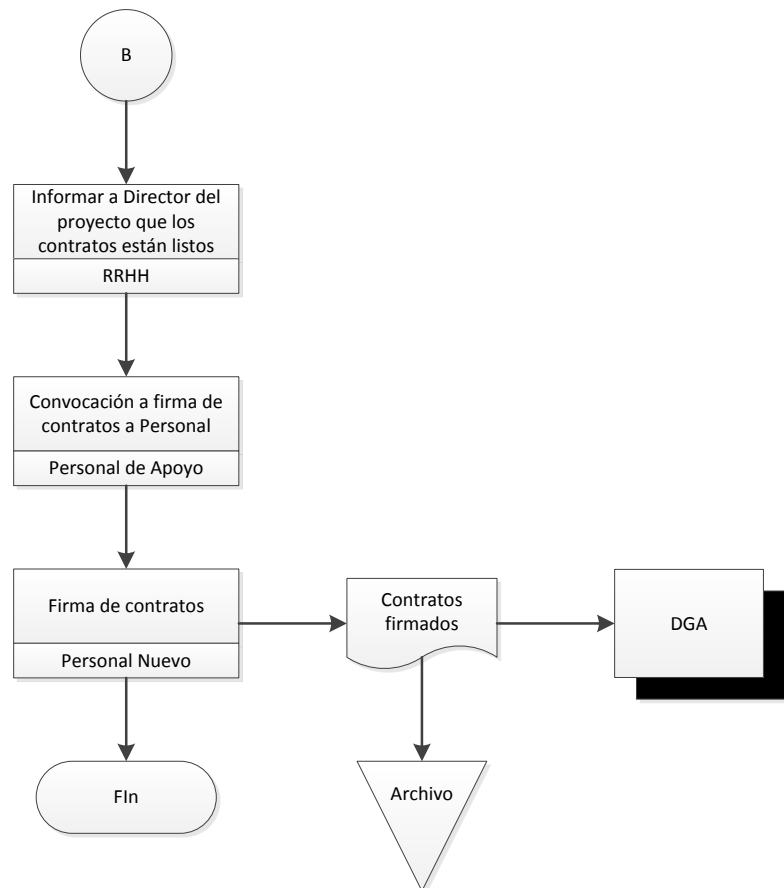 B
Informar a Director del
proyecto que los
contratos están listos
RRHH
Convocación a firma de
contratos a Personal
Personal de Apoyo
Firma de contratos
Personal Nuevo
Contratos
firmados
DGA
FIn
Archivo